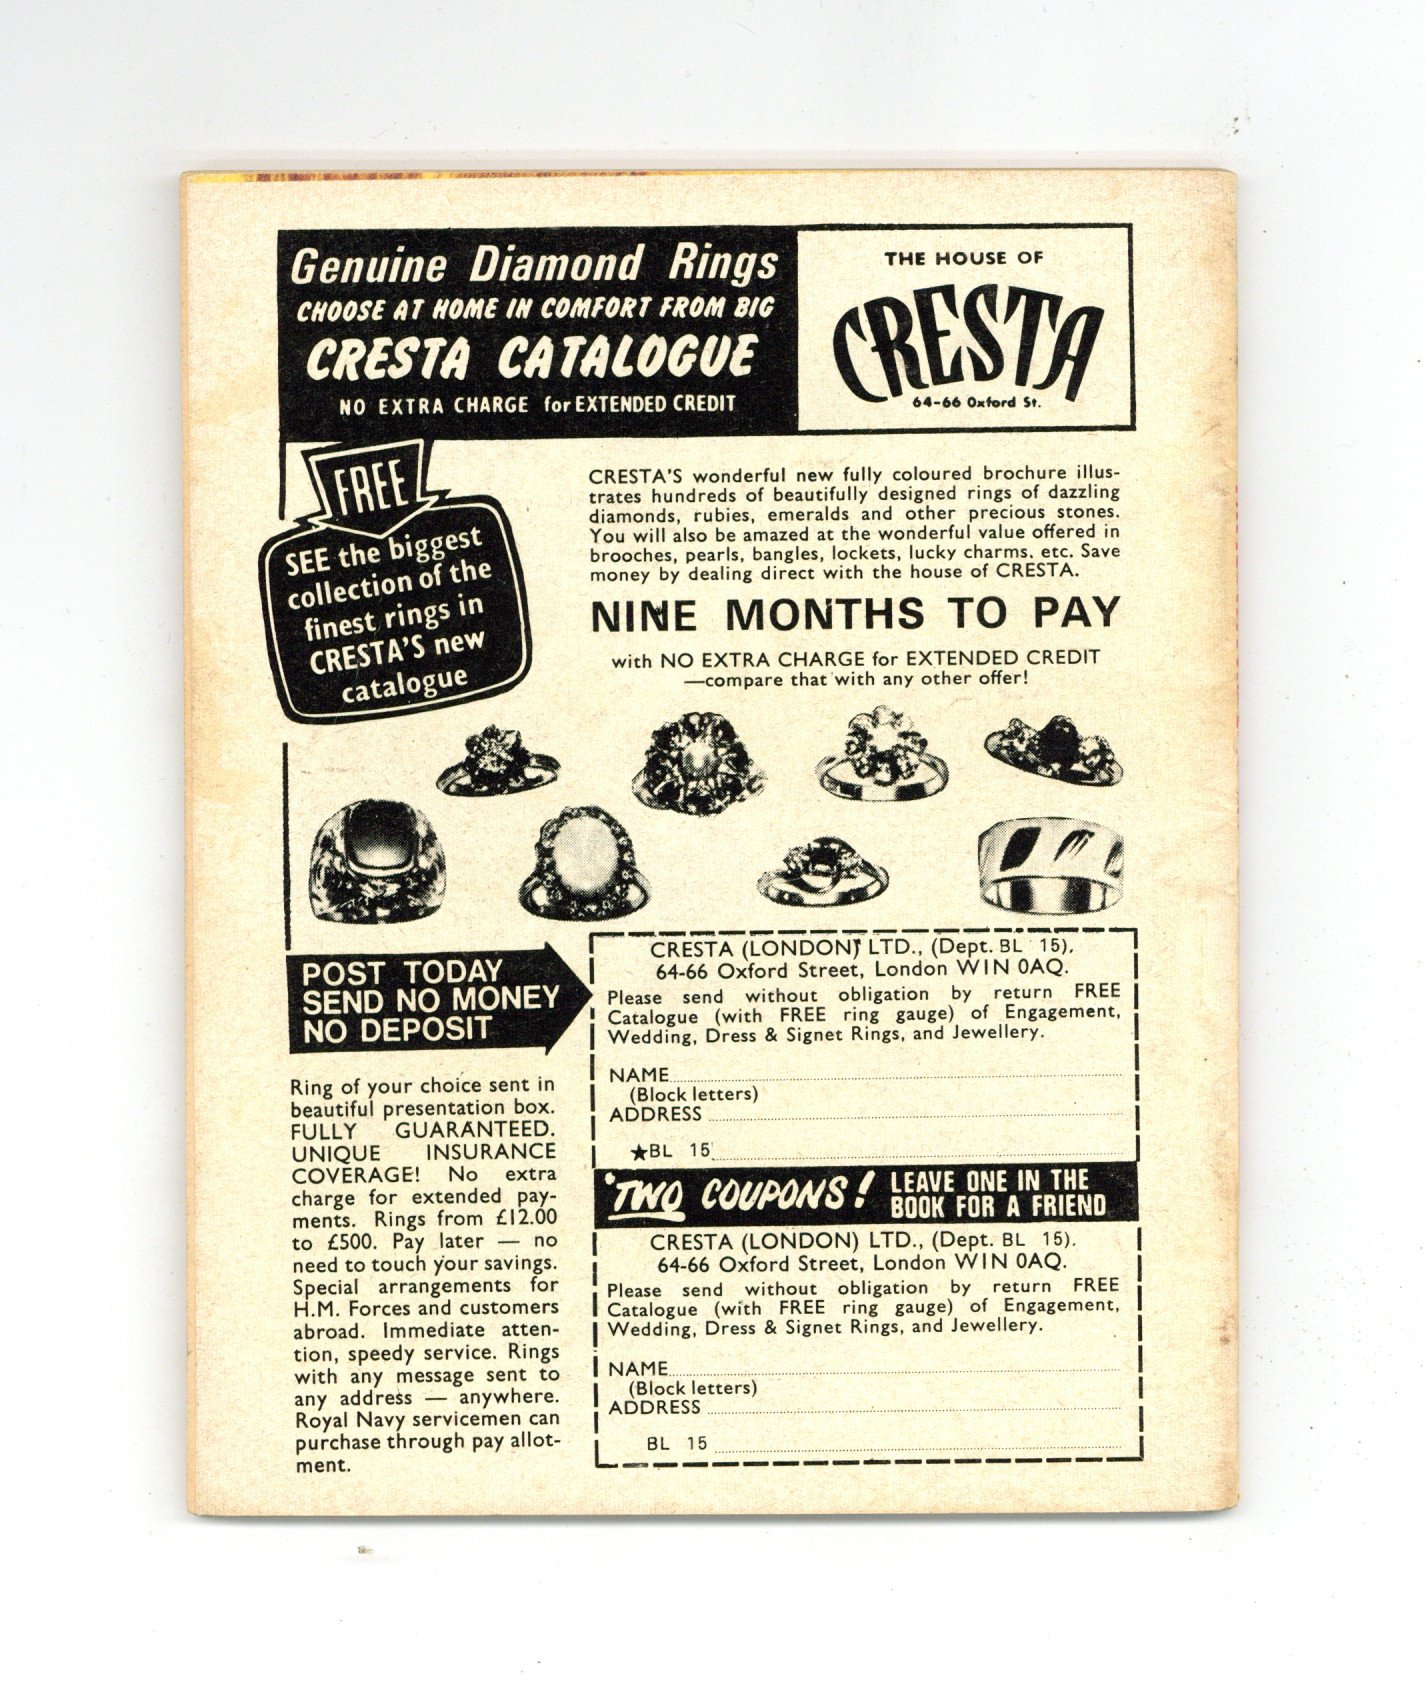 Genuine Diamond Rings
CHOOSE AT HOME IN COMFORT FROM BIG
CRESTA CATALOGUE
NO EXTRA CHARGE for EXTENDED CREDIT
THE HOUSE OF
CRESTA
64-66 Oxford St.
FREE
SEE the biggest
collection of the
finest rings in
CRESTA'S new
catalogue
CRESTA'S wonderful new fully coloured brochure illus-
trates hundreds of beautifully designed rings of dazzling
diamonds, rubies, emeralds and other precious stones.
You will also be amazed at the wonderful value offered in
brooches, pearls, bangles, lockets, lucky charms. etc. Save
money by dealing direct with the house of CRESTA.
NINE MONTHS TO PAY
with NO EXTRA CHARGE for EXTENDED CREDIT
—compare that with any other offer!
POST TODAY
SEND NO MONEY
NO DEPOSIT
Ring of your choice sent in
beautiful presentation box.
FULLY GUARANTEED.
UNIQUE INSURANCE
COVERAGE! No extra
charge for extended pay-
ments. Rings from £12.00
to £500. Pay later — no
need to touch your savings.
Special arrangements for
H.M. Forces and customers
abroad. Immediate atten-
tion, speedy service. Rings
with any message sent to
any address — anywhere.
Royal Navy servicemen can
purchase through pay allot-
ment.
CRESTA (LONDON) LTD., (Dept. BL 15).
64-66 Oxford Street, London WIN 0AQ.
Please send without obligation by return FREE
Catalogue (with FREE ring gauge) of Engagement,
Wedding, Dress & Signet Rings, and Jewellery.
NAME
(Block letters)
ADDRESS
★BL 15
TWO COUPONS! LEAVE ONE IN THE
BOOK FOR A FRIEND
CRESTA (LONDON) LTD., (Dept. BL 15).
64-66 Oxford Street, London WIN 0AQ.
Please send without obligation by return FREE
Catalogue (with FREE ring gauge) of Engagement,
Wedding, Dress & Signet Rings, and Jewellery.
NAME
(Block letters)
ADDRESS
BL 15